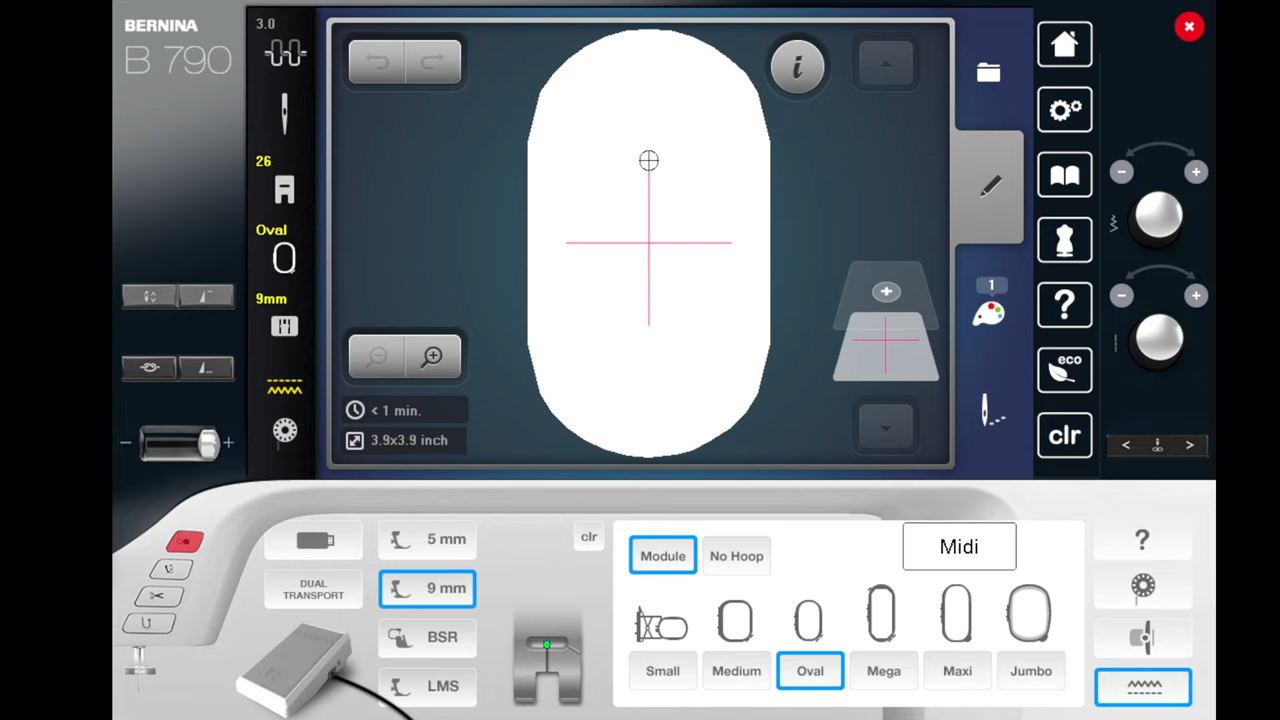 BERNINA
B 790
3.0
26
Oval
9mm
i
< 1 min.
3.9x3.9 inch
1
?
eco
clr
DUAL
TRANSPORT
5 mm
9 mm
BSR
LMS
clr
Module
No Hoop
Midi
Small
Medium
Oval
Mega
Maxi
Jumbo
?